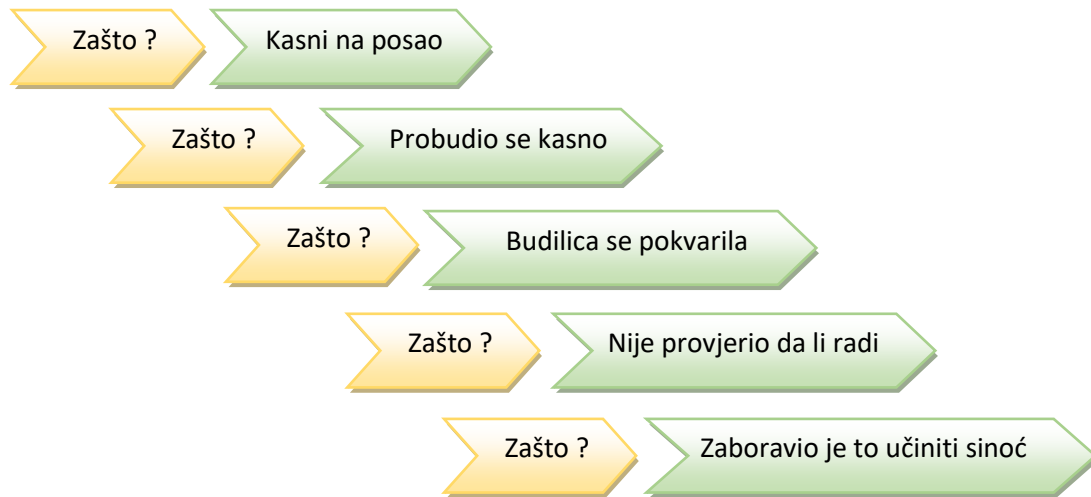 Zašto ? Kasni na posao
Zašto ? Probudio se kasno
Zašto ? Budilica se pokvarila
Zašto ? Nije provjerio da li radi
Zašto ? Zaboravio je to učiniti sinoć